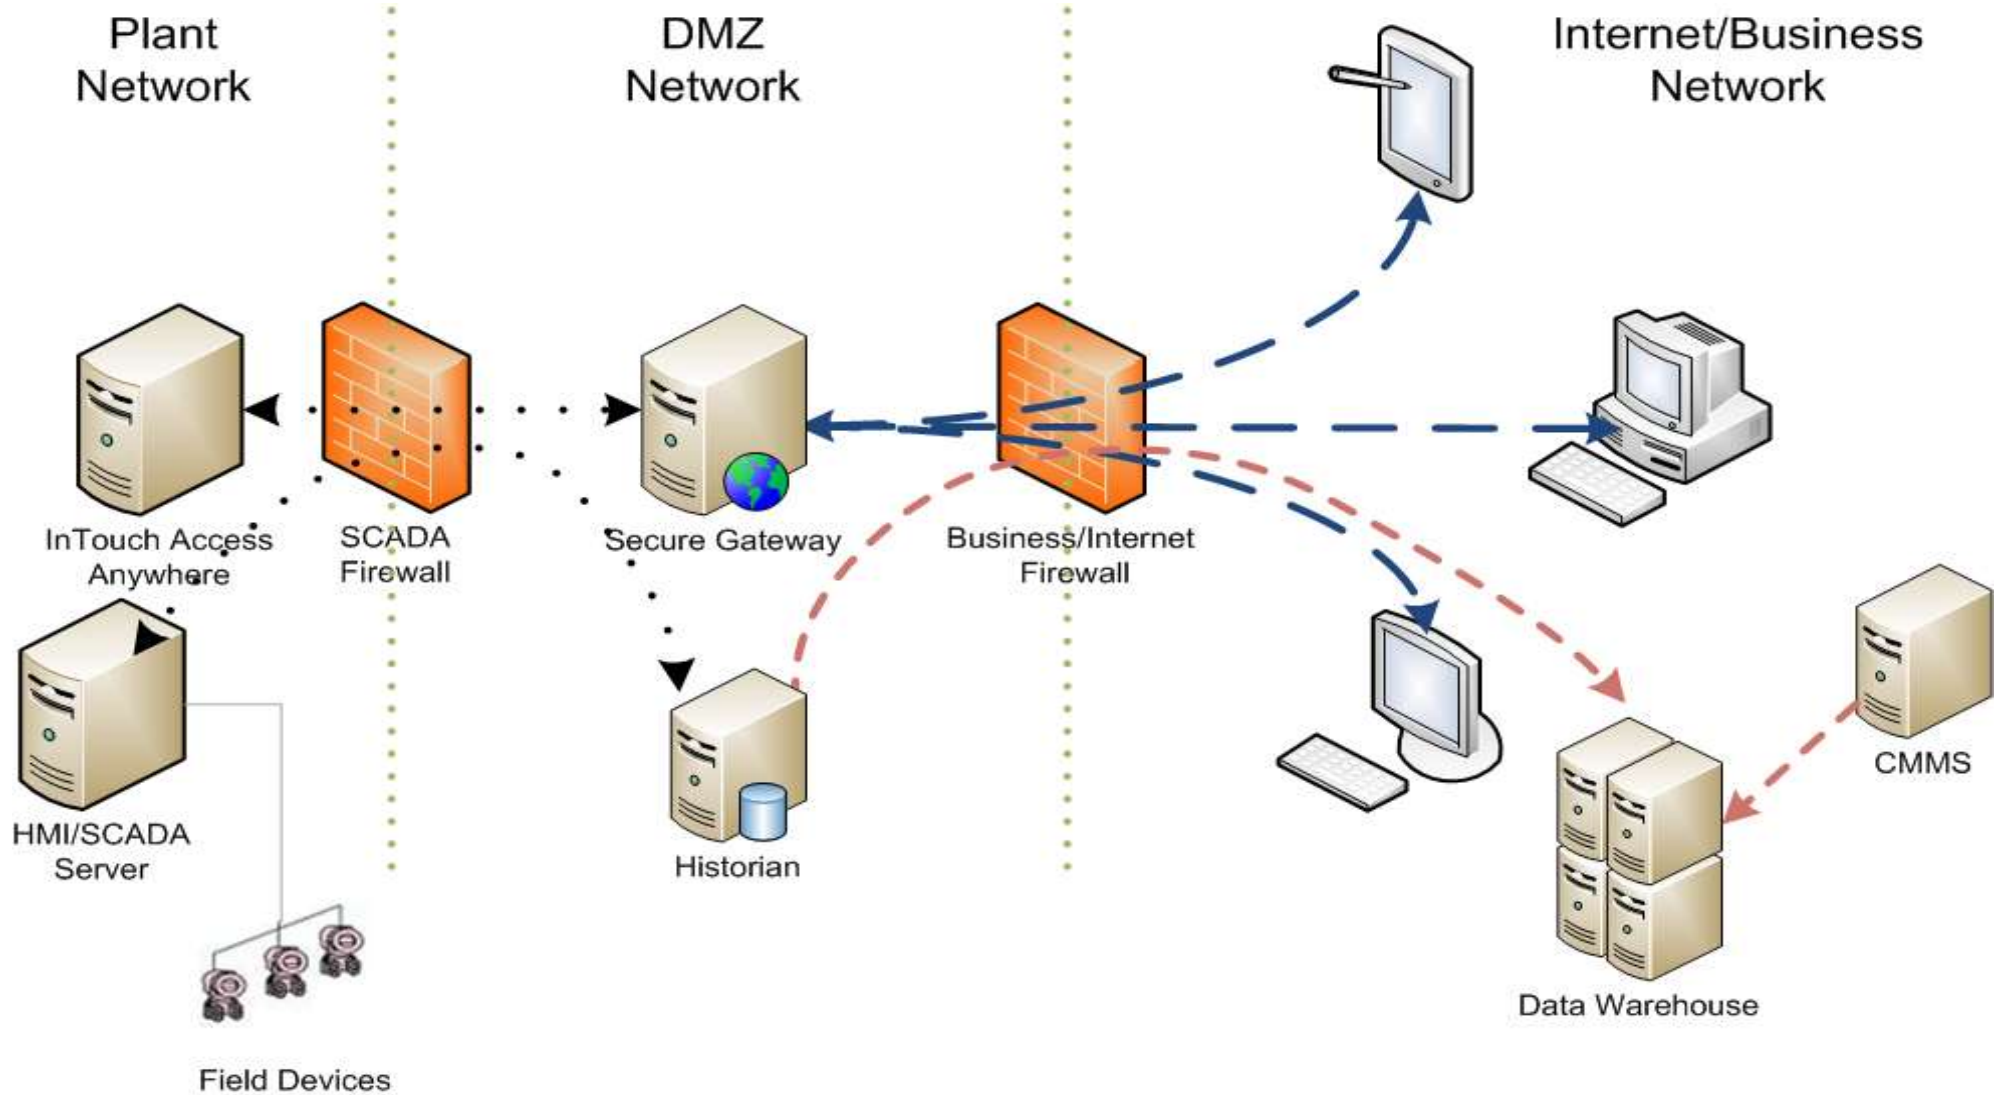 Plant
Network
DMZ
Network
Internet/Business
Network
InTouch Access
Anywhere
SCADA
Firewall
Secure Gateway
Business/Internet
Firewall
HMI/SCADA
Server
Historian
CMMS
Data Warehouse
Field Devices